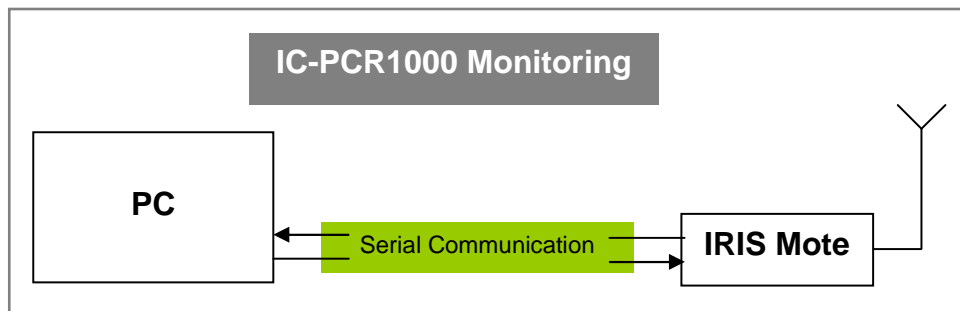 IC-PCR1000 Monitoring
PC
Serial Communication
IRIS Mote